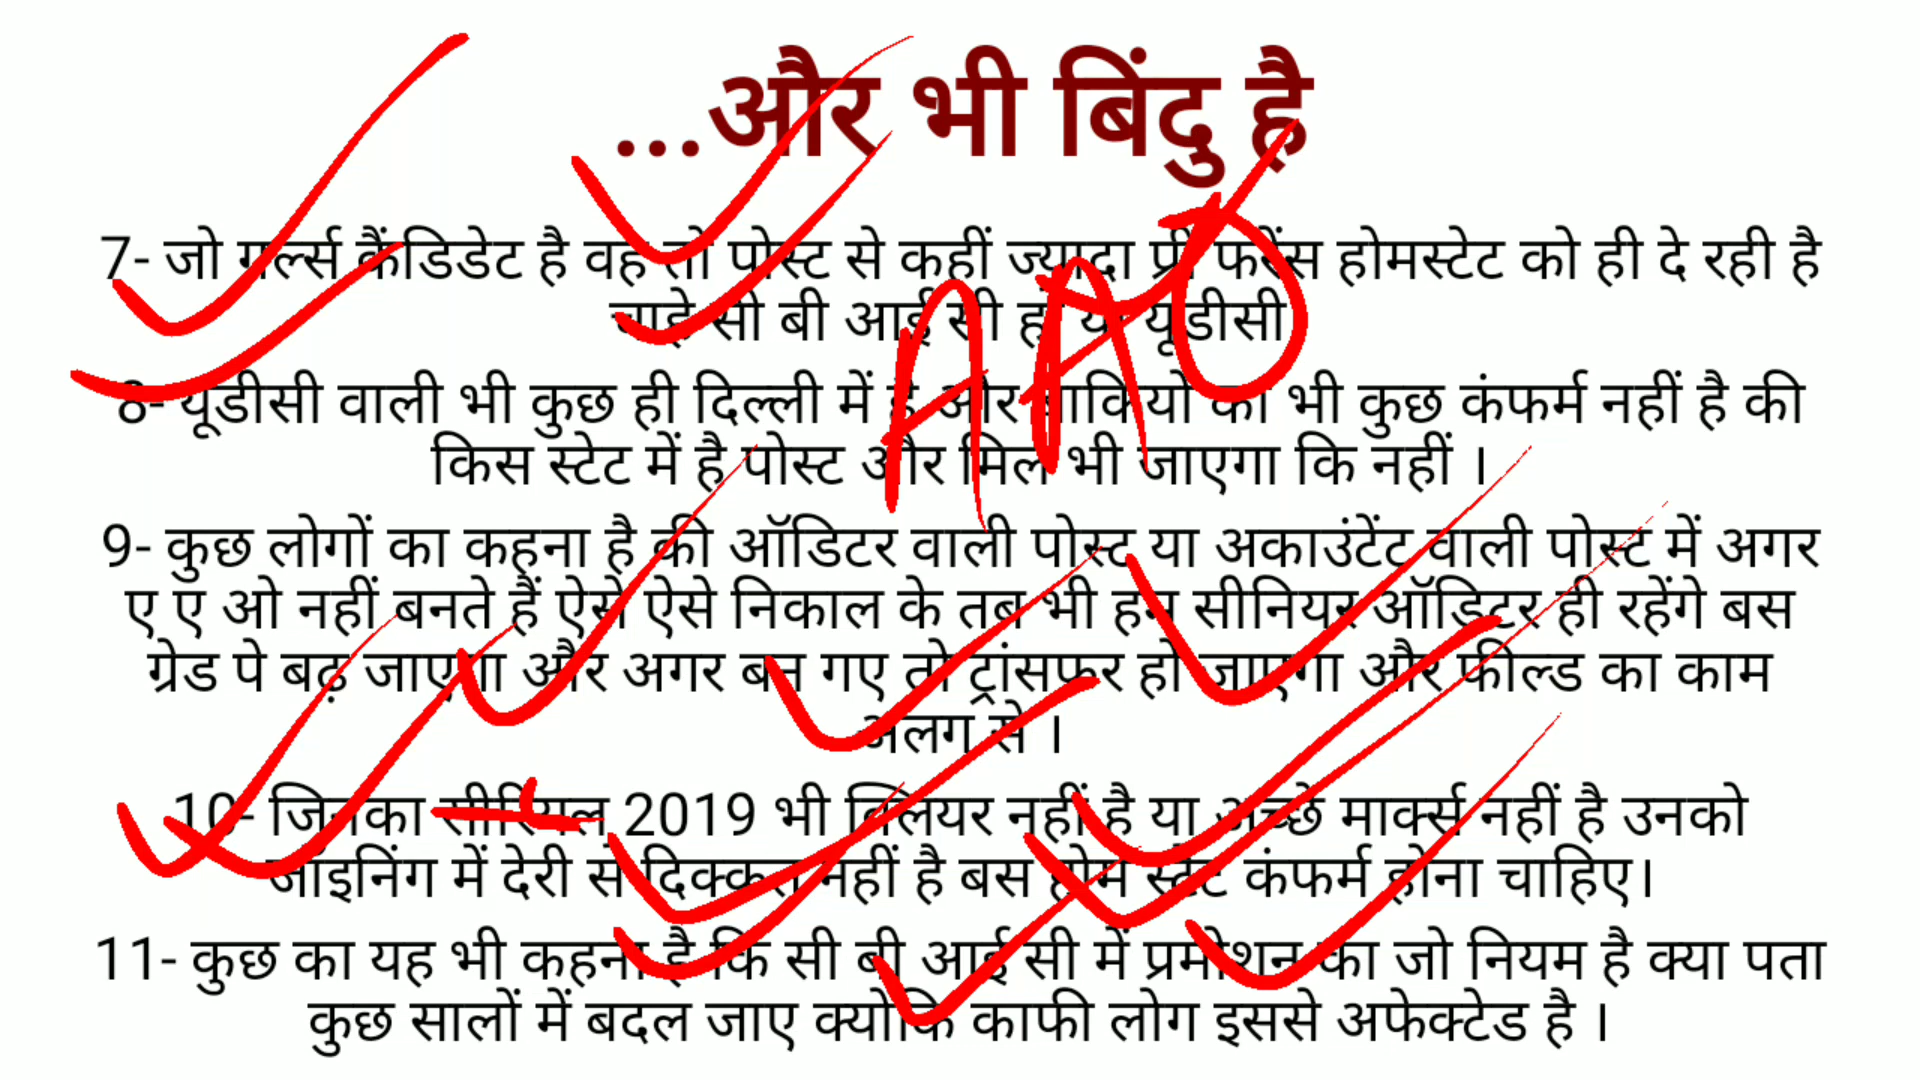 ...और भी बिंदु है
7- जो गर्ल्स कैंडिडेट है वह तो पोस्ट से कहीं ज्यादा प्रीफरेंस होमस्टेट को ही दे रही है
चाहे सी बी आई सी हो या यूडीसी
AAO
8- यूडीसी वाली भी कुछ ही दिल्ली में है और बाकियों का भी कुछ कंफर्म नहीं है की
किस स्टेट में है पोस्ट और मिल भी जाएगा कि नहीं ।
9- कुछ लोगों का कहना है की ऑडिटर वाली पोस्ट या अकाउंटेंट वाली पोस्ट में अगर
ए ए ओ नहीं बनते हैं ऐसे ऐसे निकाल के तब भी हम सीनियर ऑडिटर ही रहेंगे बस
ग्रेड पे बढ़ जाएगा और अगर बन गए तो ट्रांसफर हो जाएगा और फील्ड का काम
अलग से ।
10- जिनका सीरियल 2019 भी क्लियर नहीं है या अच्छे मार्क्स नहीं है उनको
जॉइनिंग में देरी से दिक्कत नहीं है बस होम स्टेट कंफर्म होना चाहिए।
11- कुछ का यह भी कहना है कि सी बी आई सी में प्रमोशन का जो नियम है क्या पता
कुछ सालों में बदल जाए क्योंकि काफी लोग इससे अफेक्टेड है ।